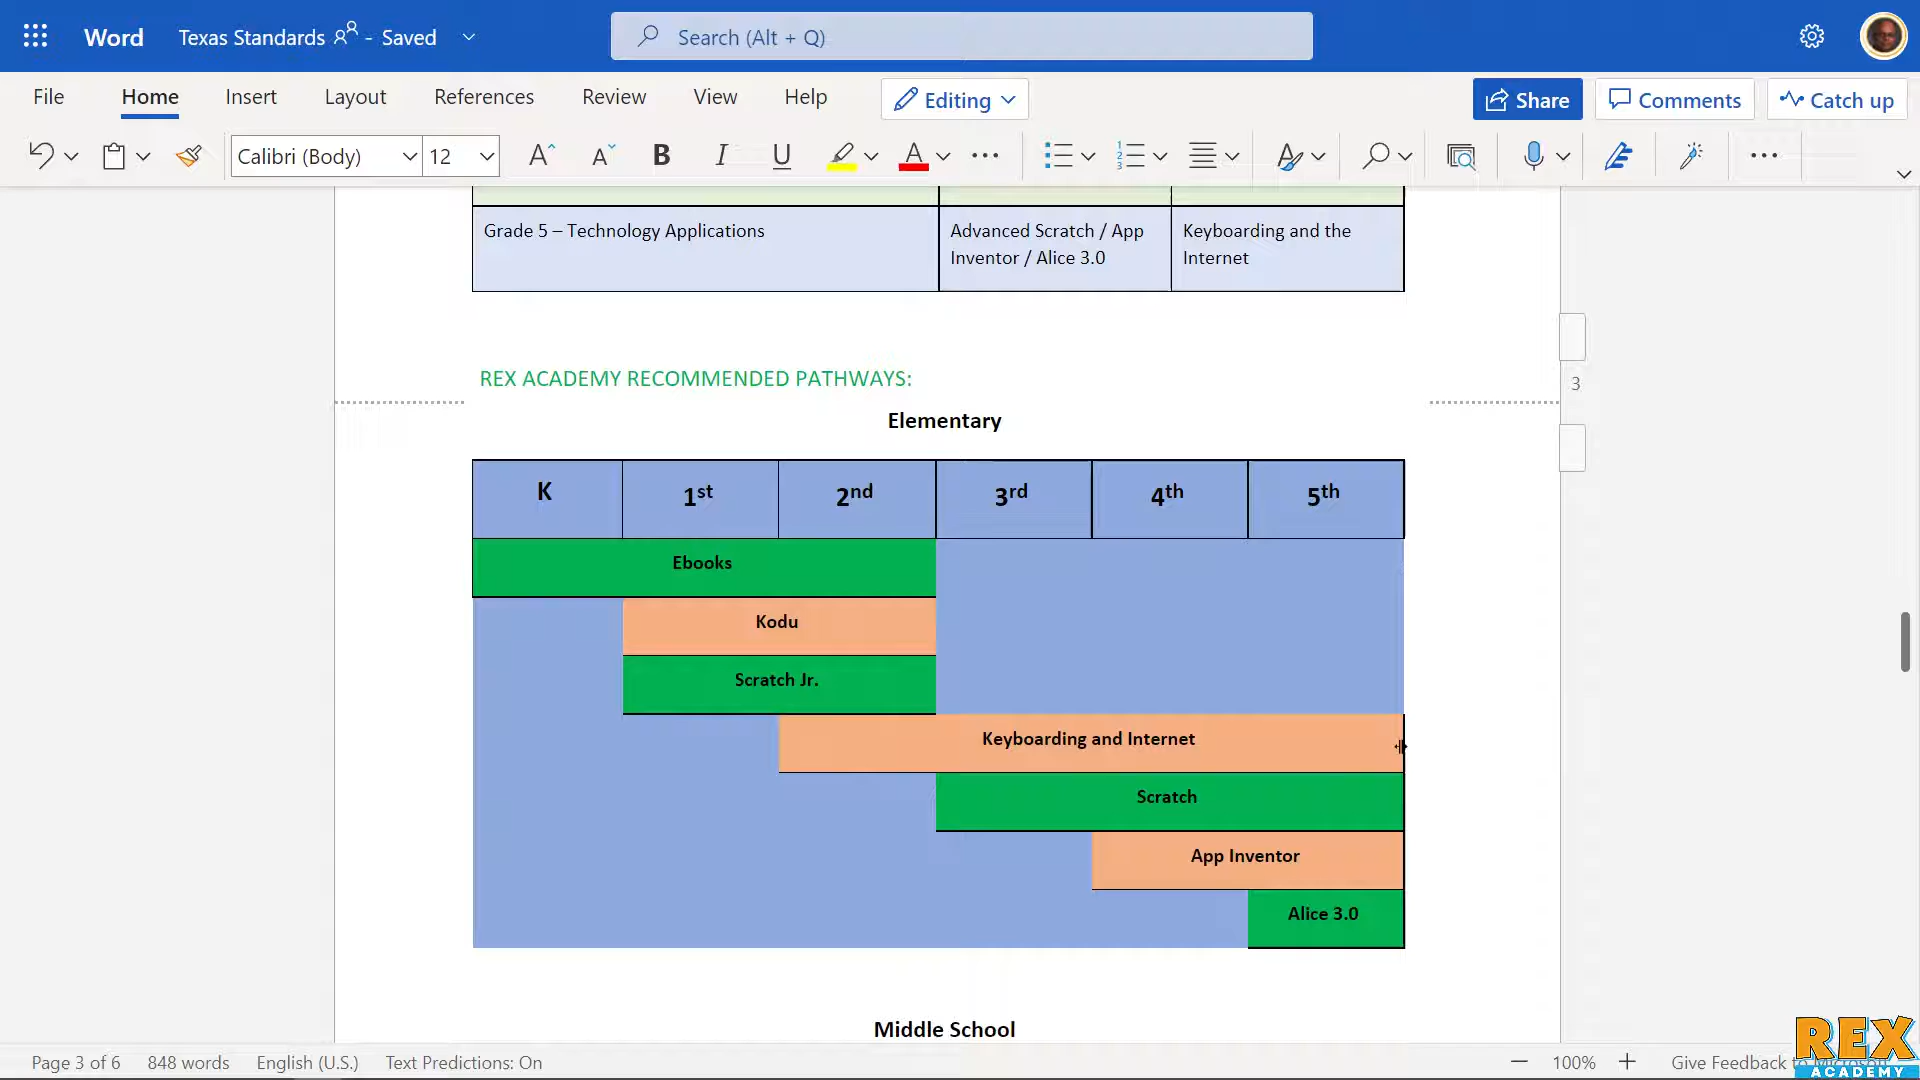 Word
Texas Standards - Saved
Search (Alt + Q)
File Home Insert Layout References Review View Help
Editing
Share
Comments
Catch up
Calibri (Body)
12
Grade 5 – Technology Applications
Advanced Scratch / App
Inventor / Alice 3.0
Keyboarding and the
Internet
REX ACADEMY RECOMMENDED PATHWAYS:
3
Elementary
K 1st 2nd 3rd 4th 5th
Ebooks
Kodu
Scratch Jr.
Keyboarding and Internet
Scratch
App Inventor
Alice 3.0
Middle School
Page 3 of 6
848 words
English (U.S.)
Text Predictions: On
100%
Give Feedback to
REX
ACADEMY